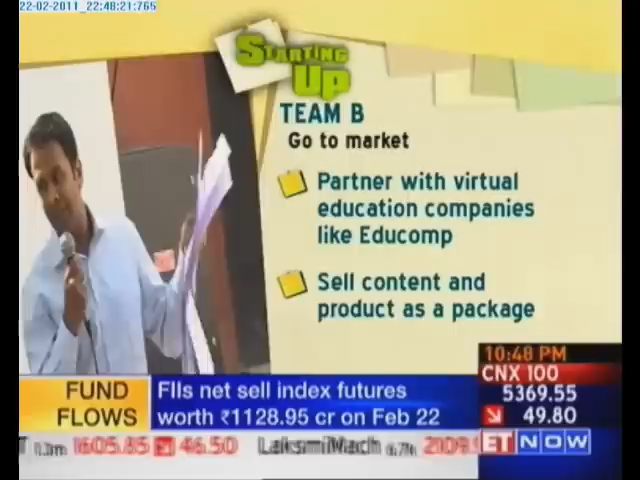 22-02-2011_22:48:21:765
STARTING
UP
TEAM B
Go to market
Partner with virtual
education companies
like Educomp
Sell content and
product as a package
10:48 PM
CNX 100
5369.55
49.80
FUND
FLOWS
FIIs net sell index futures
worth ₹1128.95 cr on Feb 22
1605.85 46.50 LaksmiMach
ET NOW